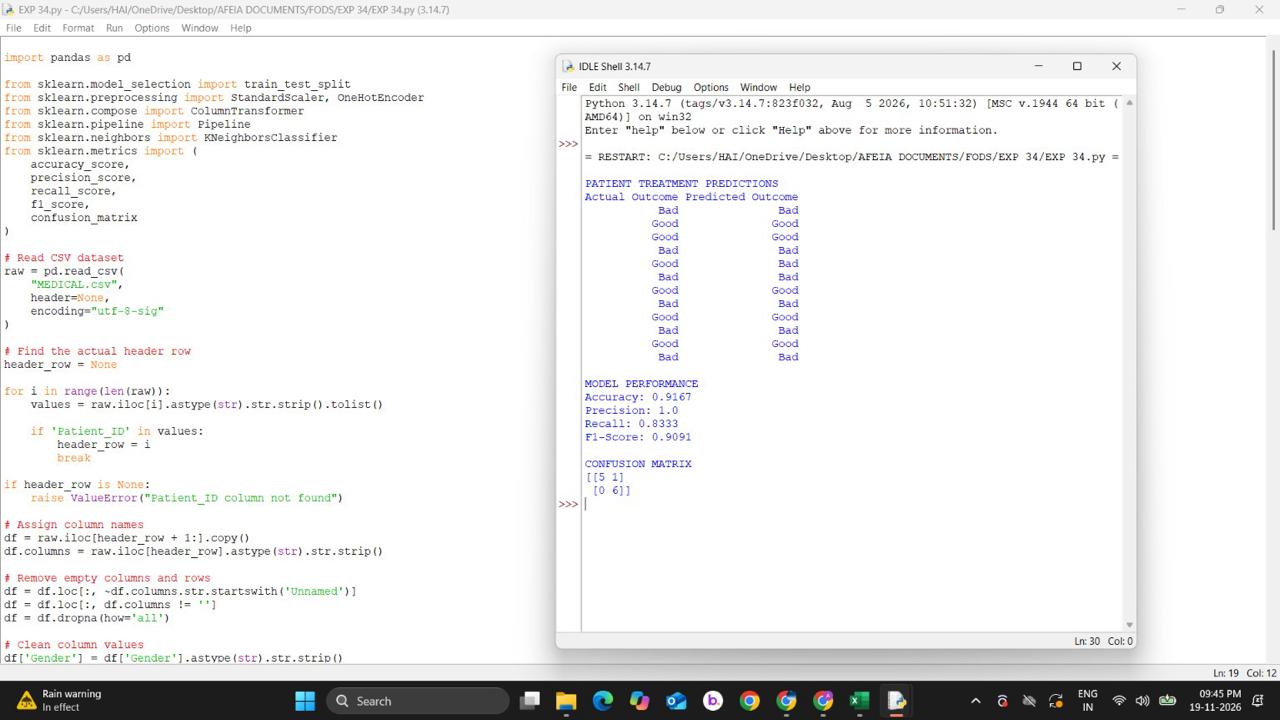 EXP 34.py - C:/Users/HAI/OneDrive/Desktop/AFEIA DOCUMENTS/FODS/EXP 34/EXP 34.py (3.14.7)
File Edit Format Run Options Window Help
import pandas as pd
from sklearn.model_selection import train_test_split
from sklearn.preprocessing import StandardScaler, OneHotEncoder
from sklearn.compose import ColumnTransformer
from sklearn.pipeline import Pipeline
from sklearn.neighbors import KNeighborsClassifier
from sklearn.metrics import (
    accuracy_score,
    precision_score,
    recall_score,
    f1_score,
    confusion_matrix
)
# Read CSV dataset
raw = pd.read_csv(
    "MEDICAL.csv",
    header=None,
    encoding="utf-8-sig"
)
# Find the actual header row
header_row = None
for i in range(len(raw)):
    values = raw.iloc[i].astype(str).str.strip().tolist()
    if 'Patient_ID' in values:
        header_row = i
        break
if header_row is None:
    raise ValueError("Patient_ID column not found")
# Assign column names
df = raw.iloc[header_row + 1:].copy()
df.columns = raw.iloc[header_row].astype(str).str.strip()
# Remove empty columns and rows
df = df.loc[:, ~df.columns.str.startswith('Unnamed')]
df = df.loc[:, df.columns != '']
df = df.dropna(how='all')
# Clean column values
df['Gender'] = df['Gender'].astype(str).str.strip()
IDLE Shell 3.14.7
File Edit Shell Debug Options Window Help
Python 3.14.7 (tags/v3.14.7:823f032, Aug  5 2026, 10:51:32) [MSC v.1944 64 bit (
AMD64)] on win32
Enter "help" below or click "Help" above for more information.
>>>
= RESTART: C:/Users/HAI/OneDrive/Desktop/AFEIA DOCUMENTS/FODS/EXP 34/EXP 34.py =
PATIENT TREATMENT PREDICTIONS
Actual Outcome Predicted Outcome
Bad Bad
Good Good
Good Good
Bad Bad
Good Good
Bad Bad
Good Good
Bad Bad
Good Good
Bad Bad
Good Good
Bad Bad
MODEL PERFORMANCE
Accuracy: 0.9167
Precision: 1.0
Recall: 0.8333
F1-Score: 0.9091
CONFUSION MATRIX
[[5 1]
 [0 6]]
>>>
Ln: 30 Col: 0
Ln: 19 Col: 12
Rain warning
In effect
Search
ENG
IN
09:45 PM
19-11-2026